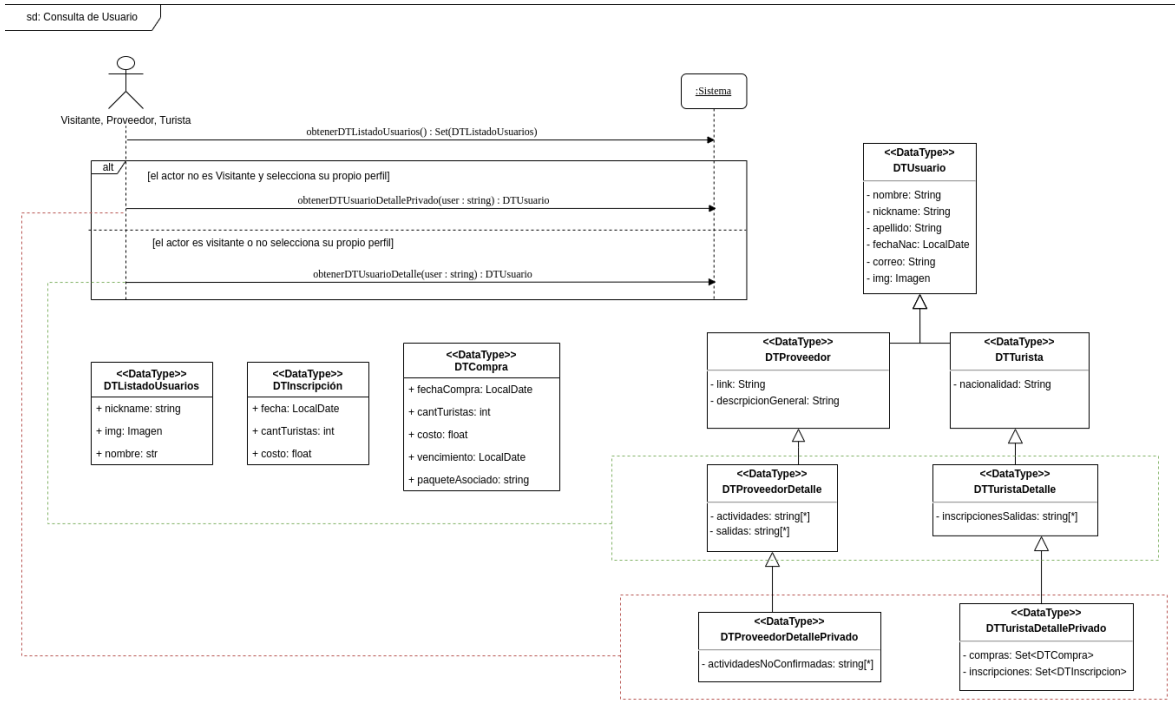 sd: Consulta de Usuario
Visitante, Proveedor, Turista
:Sistema
obtenerDTListadoUsuarios() : Set(DTListadoUsuarios)
alt
[el actor no es Visitante y selecciona su propio perfil]
obtenerDTUsuarioDetallePrivado(user : string) : DTUsuario
[el actor es visitante o no selecciona su propio perfil]
obtenerDTUsuarioDetalle(user : string) : DTUsuario
<<DataType>>
DTUsuario
- nombre: String
- nickname: String
- apellido: String
- fechaNac: LocalDate
- correo: String
- img: Imagen
<<DataType>>
DTProveedor
- link: String
- descrpicionGeneral: String
<<DataType>>
DTTurista
- nacionalidad: String
<<DataType>>
DTListadoUsuarios
+ nickname: string
+ img: Imagen
+ nombre: str
<<DataType>>
DTInscripción
+ fecha: LocalDate
+ cantTuristas: int
+ costo: float
<<DataType>>
DTCompra
+ fechaCompra: LocalDate
+ cantTuristas: int
+ costo: float
+ vencimiento: LocalDate
+ paqueteAsociado: string
<<DataType>>
DTProveedorDetalle
- actividades: string[*]
- salidas: string[*]
<<DataType>>
DTTuristaDetalle
- inscripcionesSalidas: string[*]
<<DataType>>
DTProveedorDetallePrivado
- actividadesNoConfirmadas: string[*]
<<DataType>>
DTTuristaDetallePrivado
- compras: Set<DTCompra>
- inscripciones: Set<DTInscripcion>